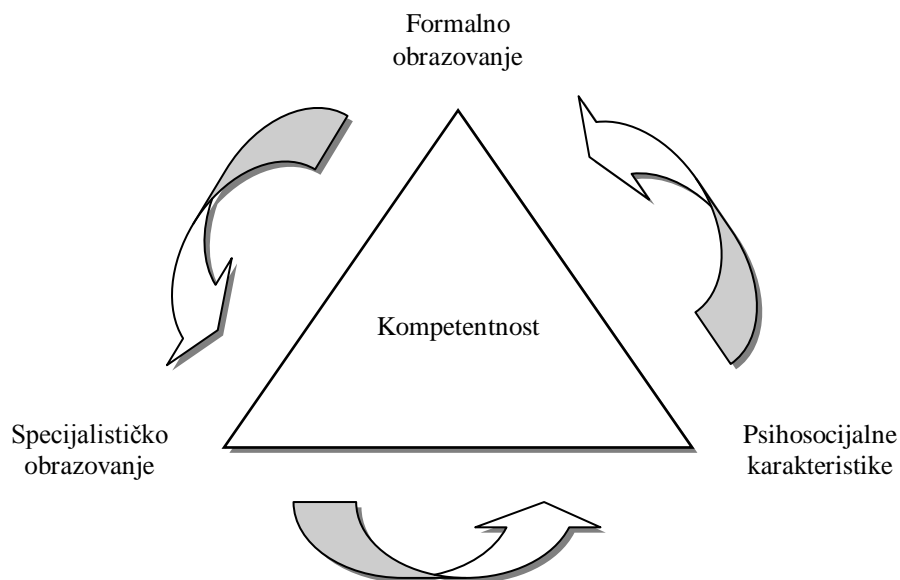 Formalno
obrazovanje
Kompetentnost
Specijalističko
obrazovanje
Psihosocijalne
karakteristike